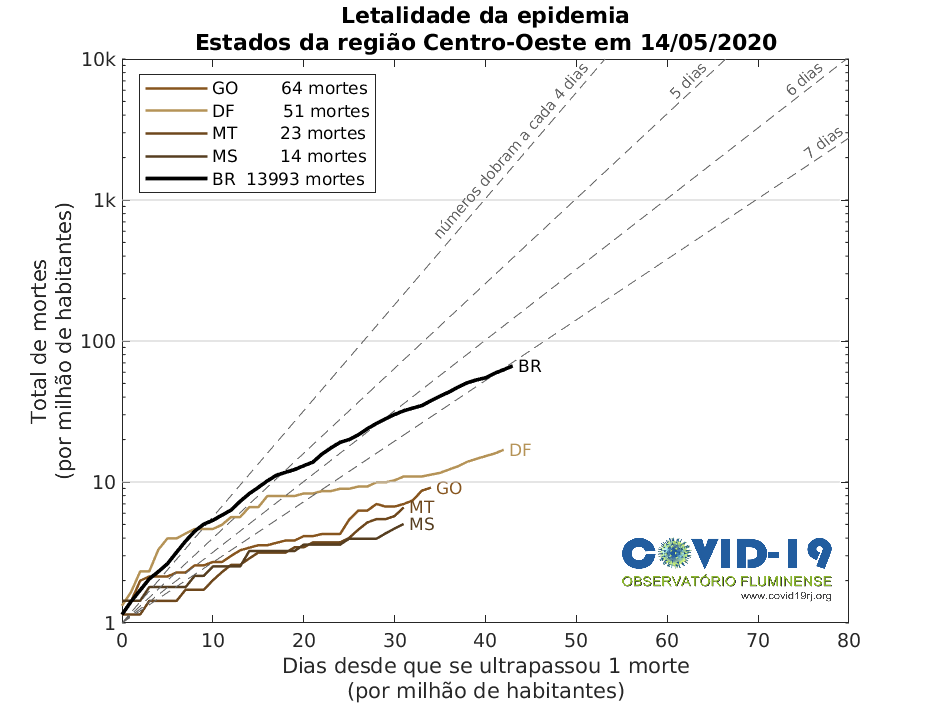 Letalidade da epidemia
Estados da região Centro-Oeste em 14/05/2020
10k
1k
100
10
1
GO 64 mortes
DF 51 mortes
MT 23 mortes
MS 14 mortes
BR 13993 mortes
números dobram a cada 4 dias
5 dias
6 dias
7 dias
BR
DF
GO
MT
MS
Total de mortes
(por milhão de habitantes)
COVID-19
OBSERVATÓRIO FLUMINENSE
www.covid19rj.org
0 10 20 30 40 50 60 70 80
Dias desde que se ultrapassou 1 morte
(por milhão de habitantes)